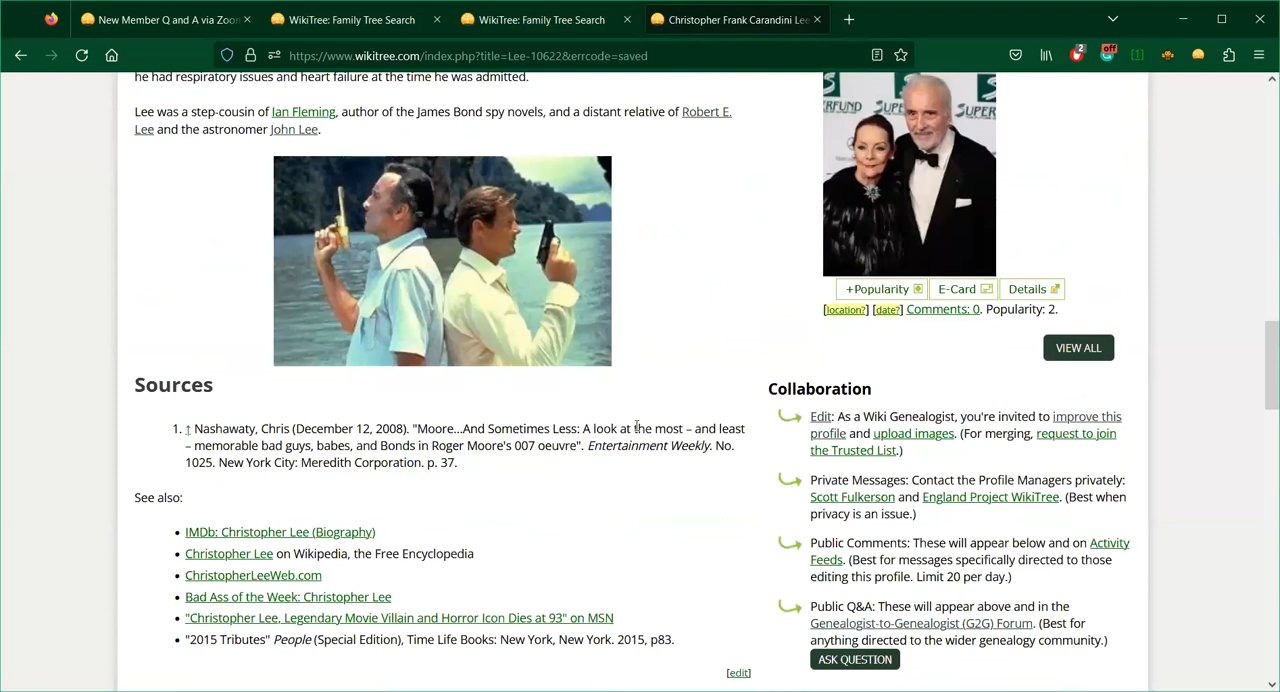 New Member Q and A via Zoom
WikiTree: Family Tree Search
WikiTree: Family Tree Search
Christopher Frank Carandini Lee
https://www.wikitree.com/index.php?title=Lee-10622&errcode=saved
2
off
he had respiratory issues and heart failure at the time he was admitted.
Lee was a step-cousin of Ian Fleming, author of the James Bond spy novels, and a distant relative of Robert E.
Lee and the astronomer John Lee.
Sources
1. ↑ Nashawaty, Chris (December 12, 2008). "Moore...And Sometimes Less: A look at the most – and least
– memorable bad guys, babes, and Bonds in Roger Moore's 007 oeuvre". Entertainment Weekly. No.
1025. New York City: Meredith Corporation. p. 37.
See also:
• IMDb: Christopher Lee (Biography)
• Christopher Lee on Wikipedia, the Free Encyclopedia
• ChristopherLeeWeb.com
• Bad Ass of the Week: Christopher Lee
• "Christopher Lee, Legendary Movie Villain and Horror Icon Dies at 93" on MSN
• "2015 Tributes" People (Special Edition), Time Life Books: New York, New York. 2015, p83.
[edit]
+Popularity
E-Card
Details
[location?] [date?] Comments: 0. Popularity: 2.
VIEW ALL
Collaboration
Edit: As a Wiki Genealogist, you're invited to improve this
profile and upload images. (For merging, request to join
the Trusted List.)
Private Messages: Contact the Profile Managers privately:
Scott Fulkerson and England Project WikiTree. (Best when
privacy is an issue.)
Public Comments: These will appear below and on Activity
Feeds. (Best for messages specifically directed to those
editing this profile. Limit 20 per day.)
Public Q&A: These will appear above and in the
Genealogist-to-Genealogist (G2G) Forum. (Best for
anything directed to the wider genealogy community.)
ASK QUESTION